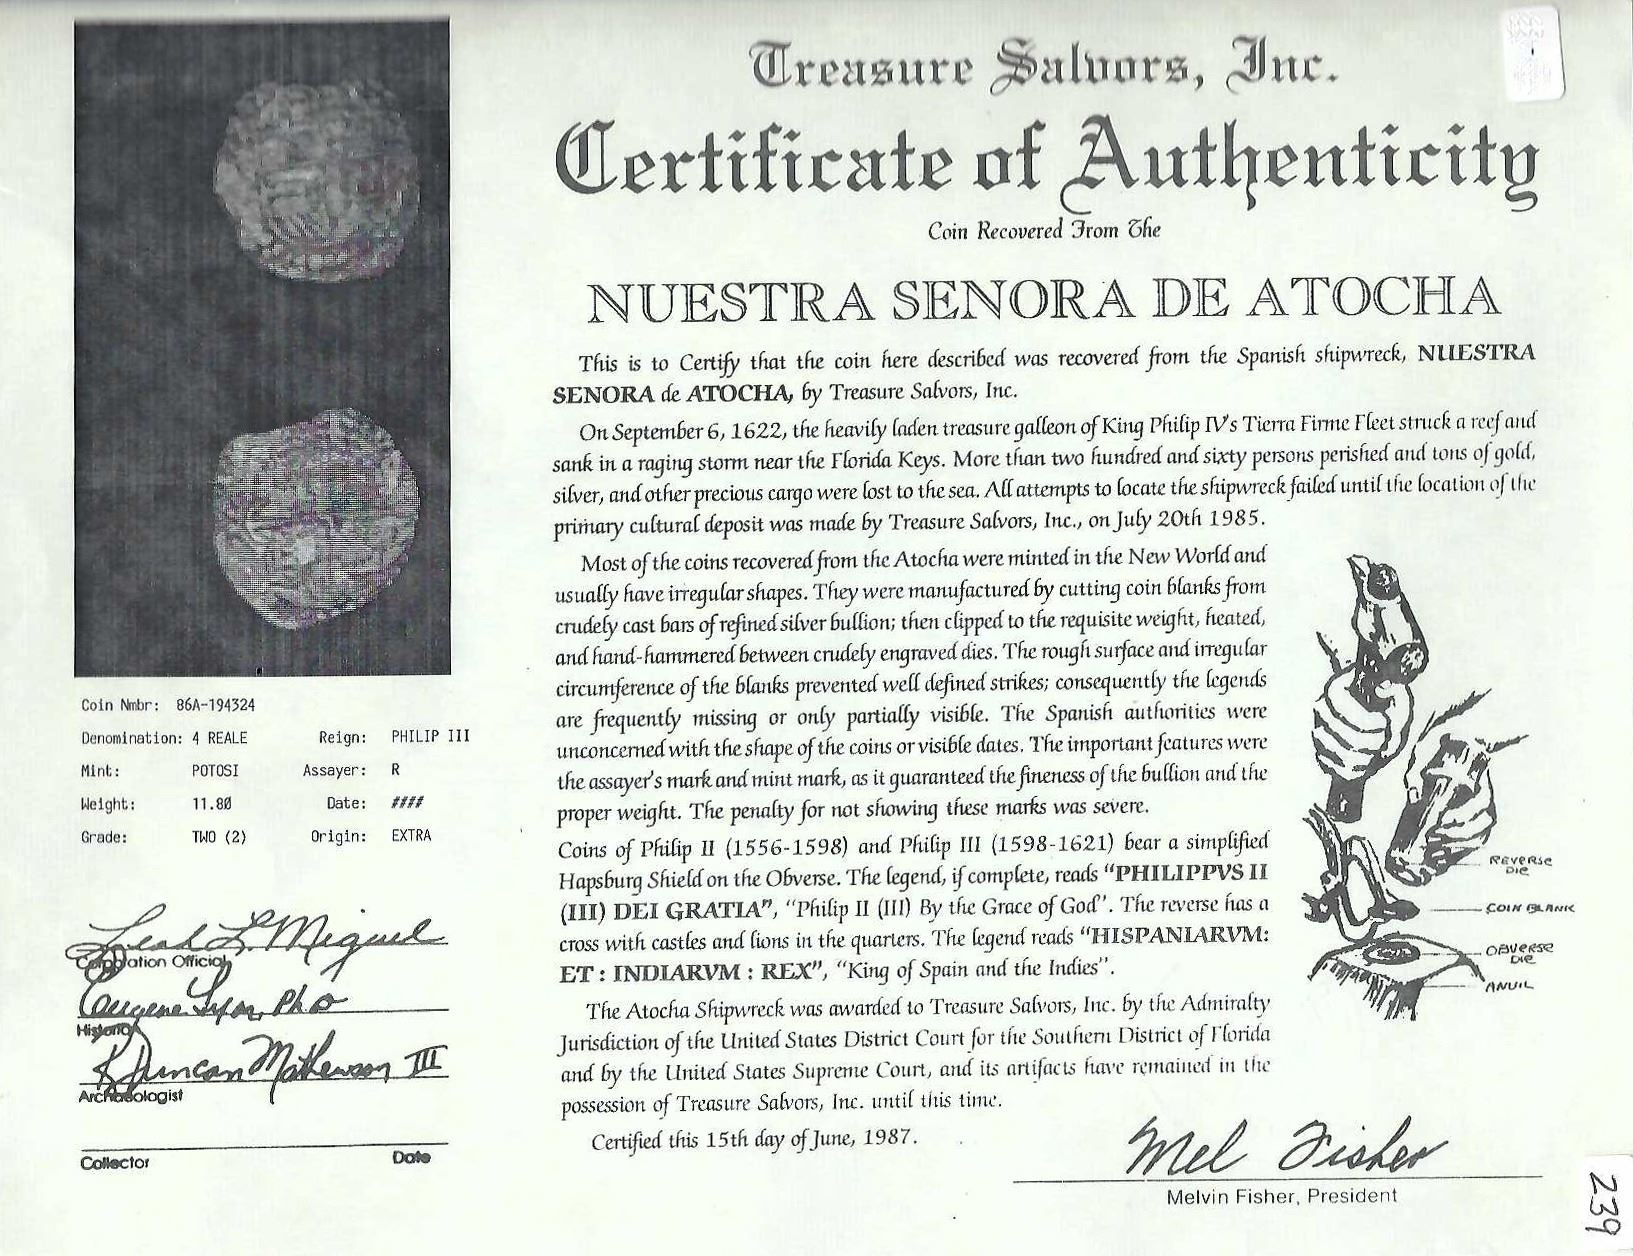 Treasure Salvors, Inc.
Certificate of Authenticity
Coin Recovered From The
NUESTRA SENORA DE ATOCHA
This is to Certify that the coin here described was recovered from the Spanish shipwreck, NUESTRA
SENORA de ATOCHA, by Treasure Salvors, Inc.
On September 6, 1622, the heavily laden treasure galleon of King Philip IV's Tierra Firme Fleet struck a reef and
sank in a raging storm near the Florida Keys. More than two hundred and sixty persons perished and tons of gold,
silver, and other precious cargo were lost to the sea. All attempts to locate the shipwreck failed until the location of the
primary cultural deposit was made by Treasure Salvors, Inc., on July 20th 1985.
Most of the coins recovered from the Atocha were minted in the New World and
usually have irregular shapes. They were manufactured by cutting coin blanks from
crudely cast bars of refined silver bullion; then clipped to the requisite weight, heated,
and hand-hammered between crudely engraved dies. The rough surface and irregular
circumference of the blanks prevented well defined strikes; consequently the legends
are frequently missing or only partially visible. The Spanish authorities were
unconcerned with the shape of the coins or visible dates. The important features were
the assayer's mark and mint mark, as it guaranteed the fineness of the bullion and the
proper weight. The penalty for not showing these marks was severe.
Coins of Philip II (1556-1598) and Philip III (1598-1621) bear a simplified
Hapsburg Shield on the Obverse. The legend, if complete, reads "PHILIPPVS II
(III) DEI GRATIA", "Philip II (III) By the Grace of God". The reverse has a
cross with castles and lions in the quarters. The legend reads "HISPANIARVM:
ET : INDIARVM : REX", "King of Spain and the Indies".
The Atocha Shipwreck was awarded to Treasure Salvors, Inc. by the Admiralty
Jurisdiction of the United States District Court for the Southern District of Florida
and by the United States Supreme Court, and its artifacts have remained in the
possession of Treasure Salvors, Inc. until this time.
Certified this 15th day of June, 1987.
Mel Fisher
Melvin Fisher, President
REVERSE
DIE
COIN BLANK
OBVERSE
DIE
ANVIL
Coin Nmbr: 86A-194324
Denomination: 4 REALE Reign: PHILIP III
Mint: POTOSI Assayer: R
Weight: 11.80 Date: ####
Grade: TWO (2) Origin: EXTRA
Leah L Miguel
Corporation Official
Eugene Lyon, PhD
Historian
R Duncan Mathewson III
Archaeologist
Collector Date
239